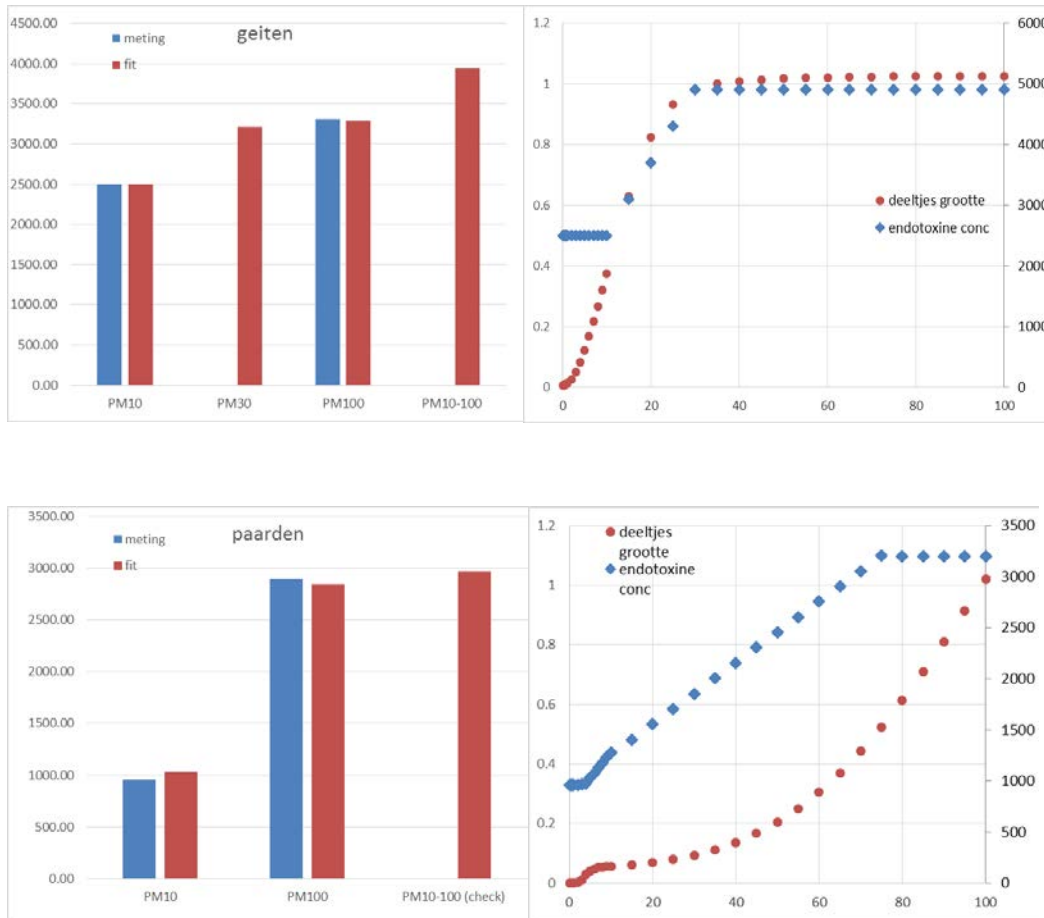 geiten
meting
fit
4500.00
4000.00
3500.00
3000.00
2500.00
2000.00
1500.00
1000.00
500.00
0.00
PM10 PM30 PM100 PM10-100
1.2
1
0.8
0.6
0.4
0.2
0
6000
5000
4000
3000
2000
1000
0
deeltjes grootte
endotoxine conc
0 20 40 60 80 100
paarden
meting
fit
3500.00
3000.00
2500.00
2000.00
1500.00
1000.00
500.00
0.00
PM10 PM100 PM10-100 (check)
deeltjes
grootte
endotoxine
conc
1.2
1
0.8
0.6
0.4
0.2
0
3500
3000
2500
2000
1500
1000
500
0
0 20 40 60 80 100